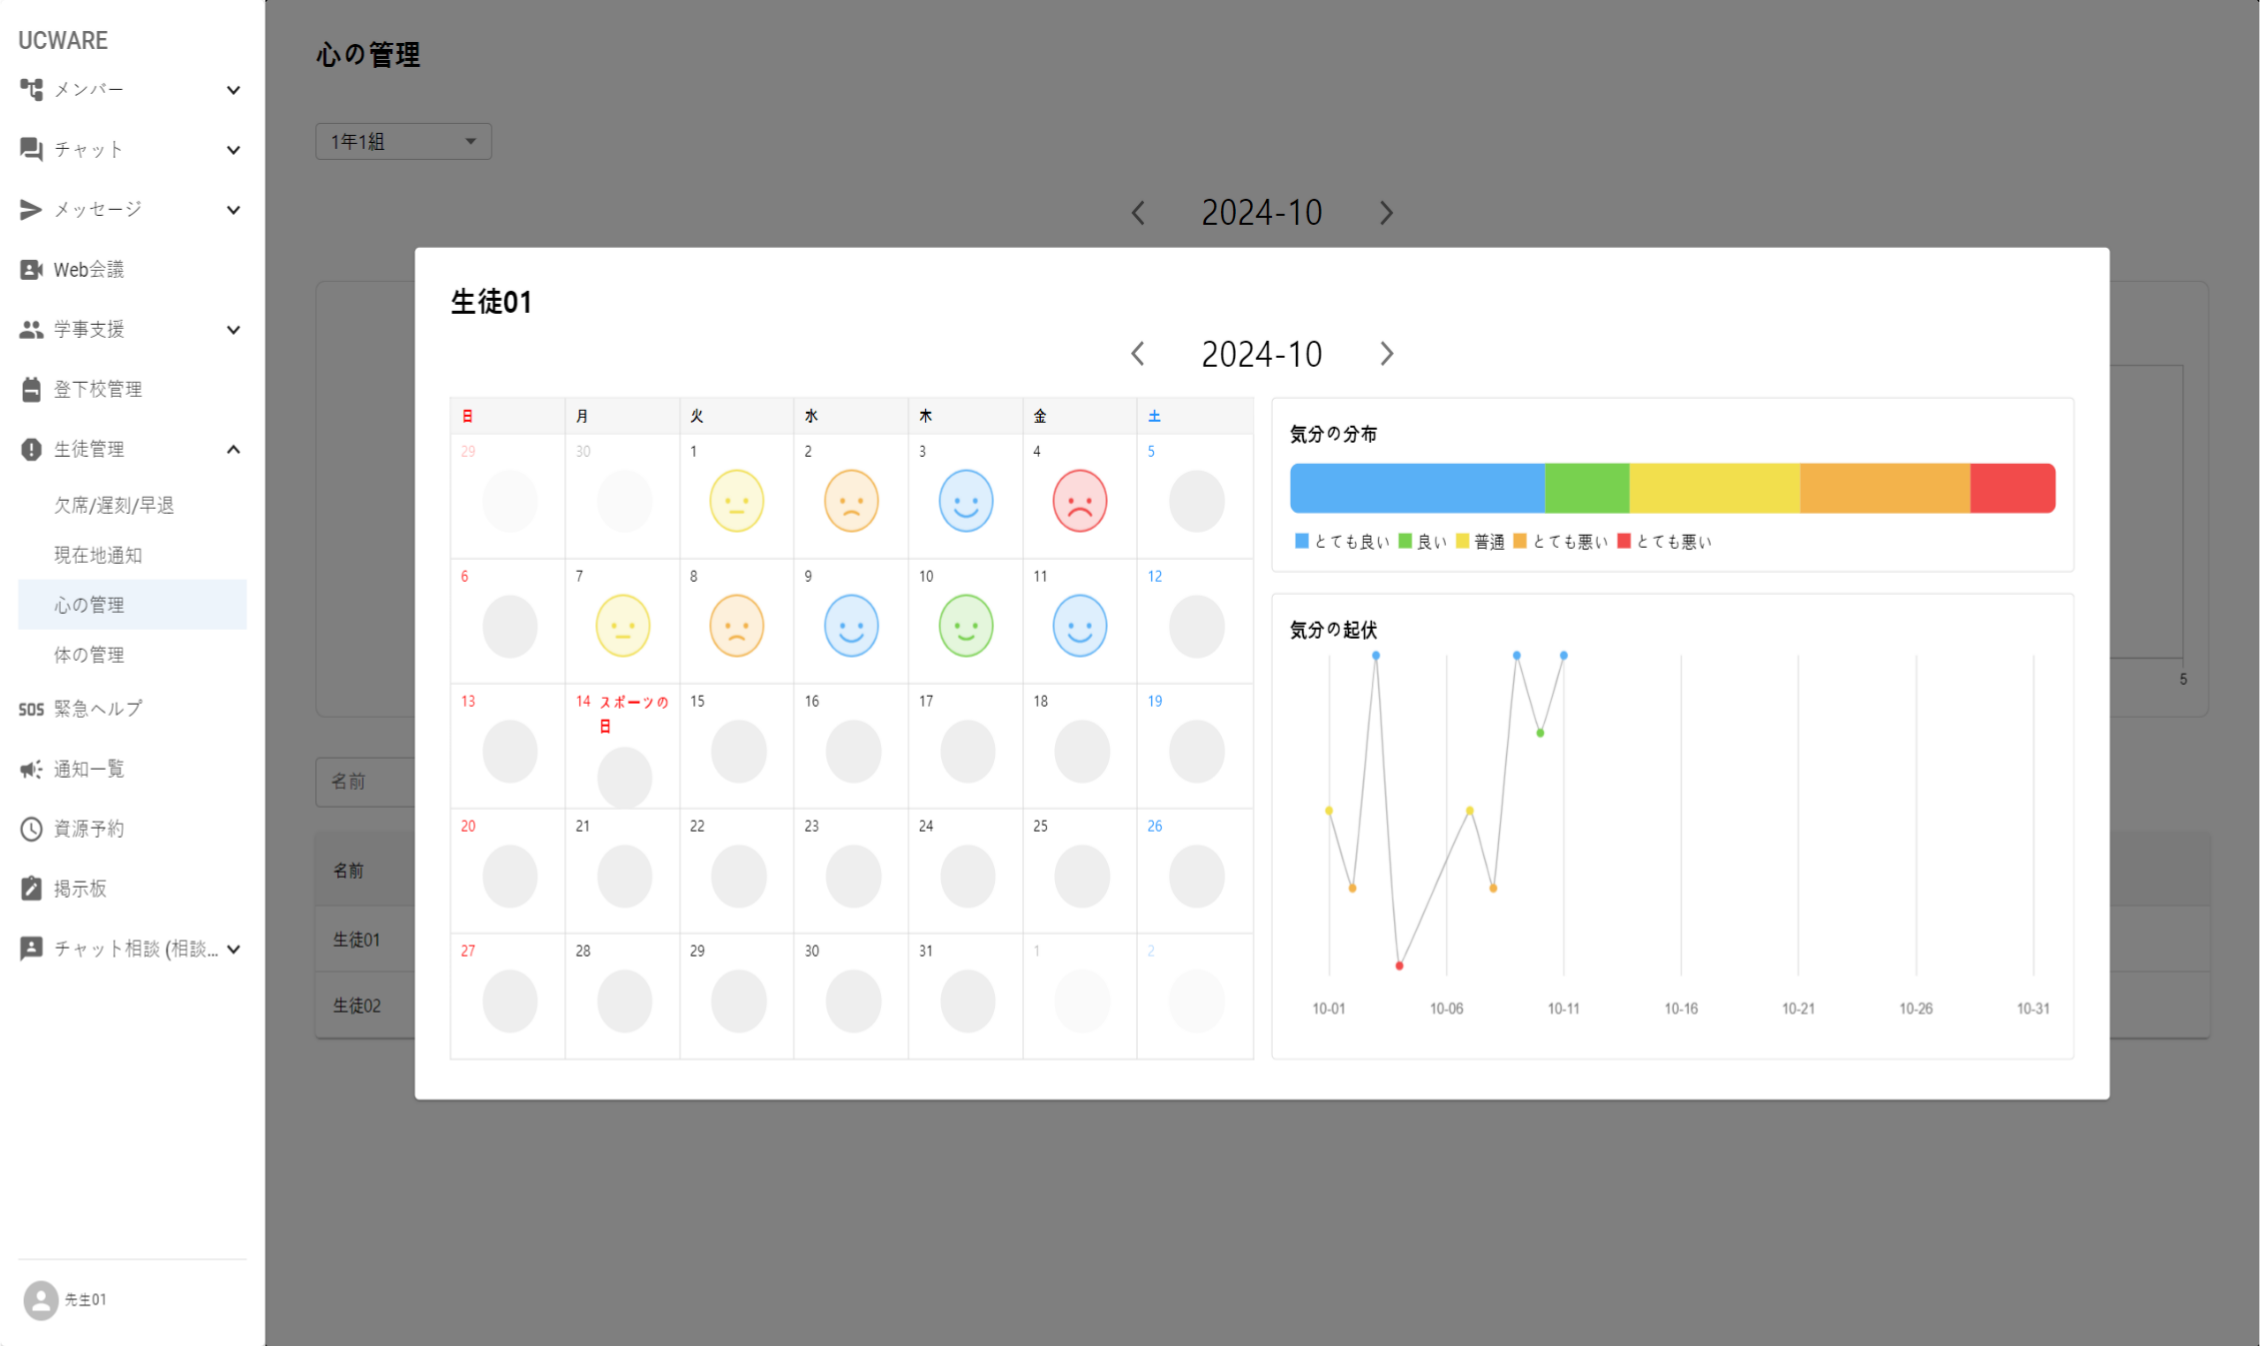 UCWARE
メンバー
チャット
メッセージ
Web会議
学事支援
登下校管理
生徒管理
欠席/遅刻/早退
現在地通知
心の管理
体の管理
SOS 緊急ヘルプ
通知一覧
資源予約
掲示板
チャット相談 (相談...
先生01
心の管理
1年1組
2024-10
5
名前
名前
生徒01
生徒02
生徒01
2024-10
日 月 火 水 木 金 土
29 30 1 2 3 4 5
6 7 8 9 10 11 12
13 14 スポーツの 15 16 17 18 19
日
20 21 22 23 24 25 26
27 28 29 30 31 1 2
気分の分布
とても良い 良い 普通 とても悪い とても悪い
気分の起伏
10-01 10-06 10-11 10-16 10-21 10-26 10-31